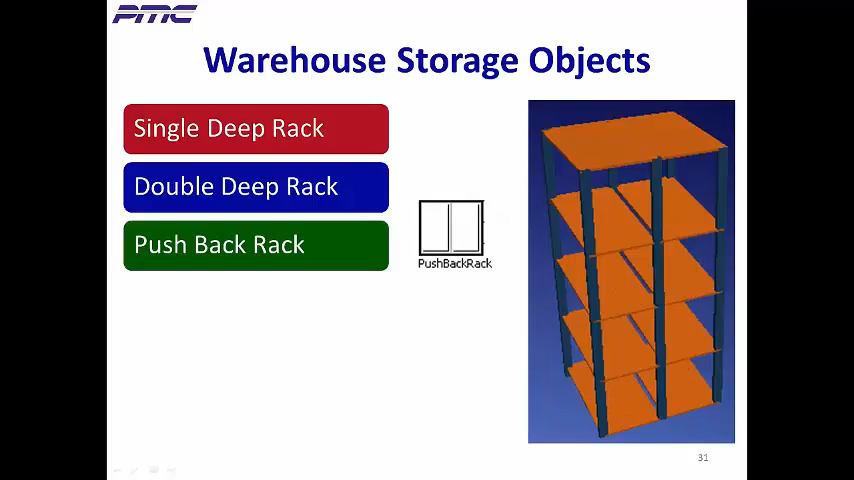 PMC
Warehouse Storage Objects
Single Deep Rack
Double Deep Rack
Push Back Rack
PushBackRack
31